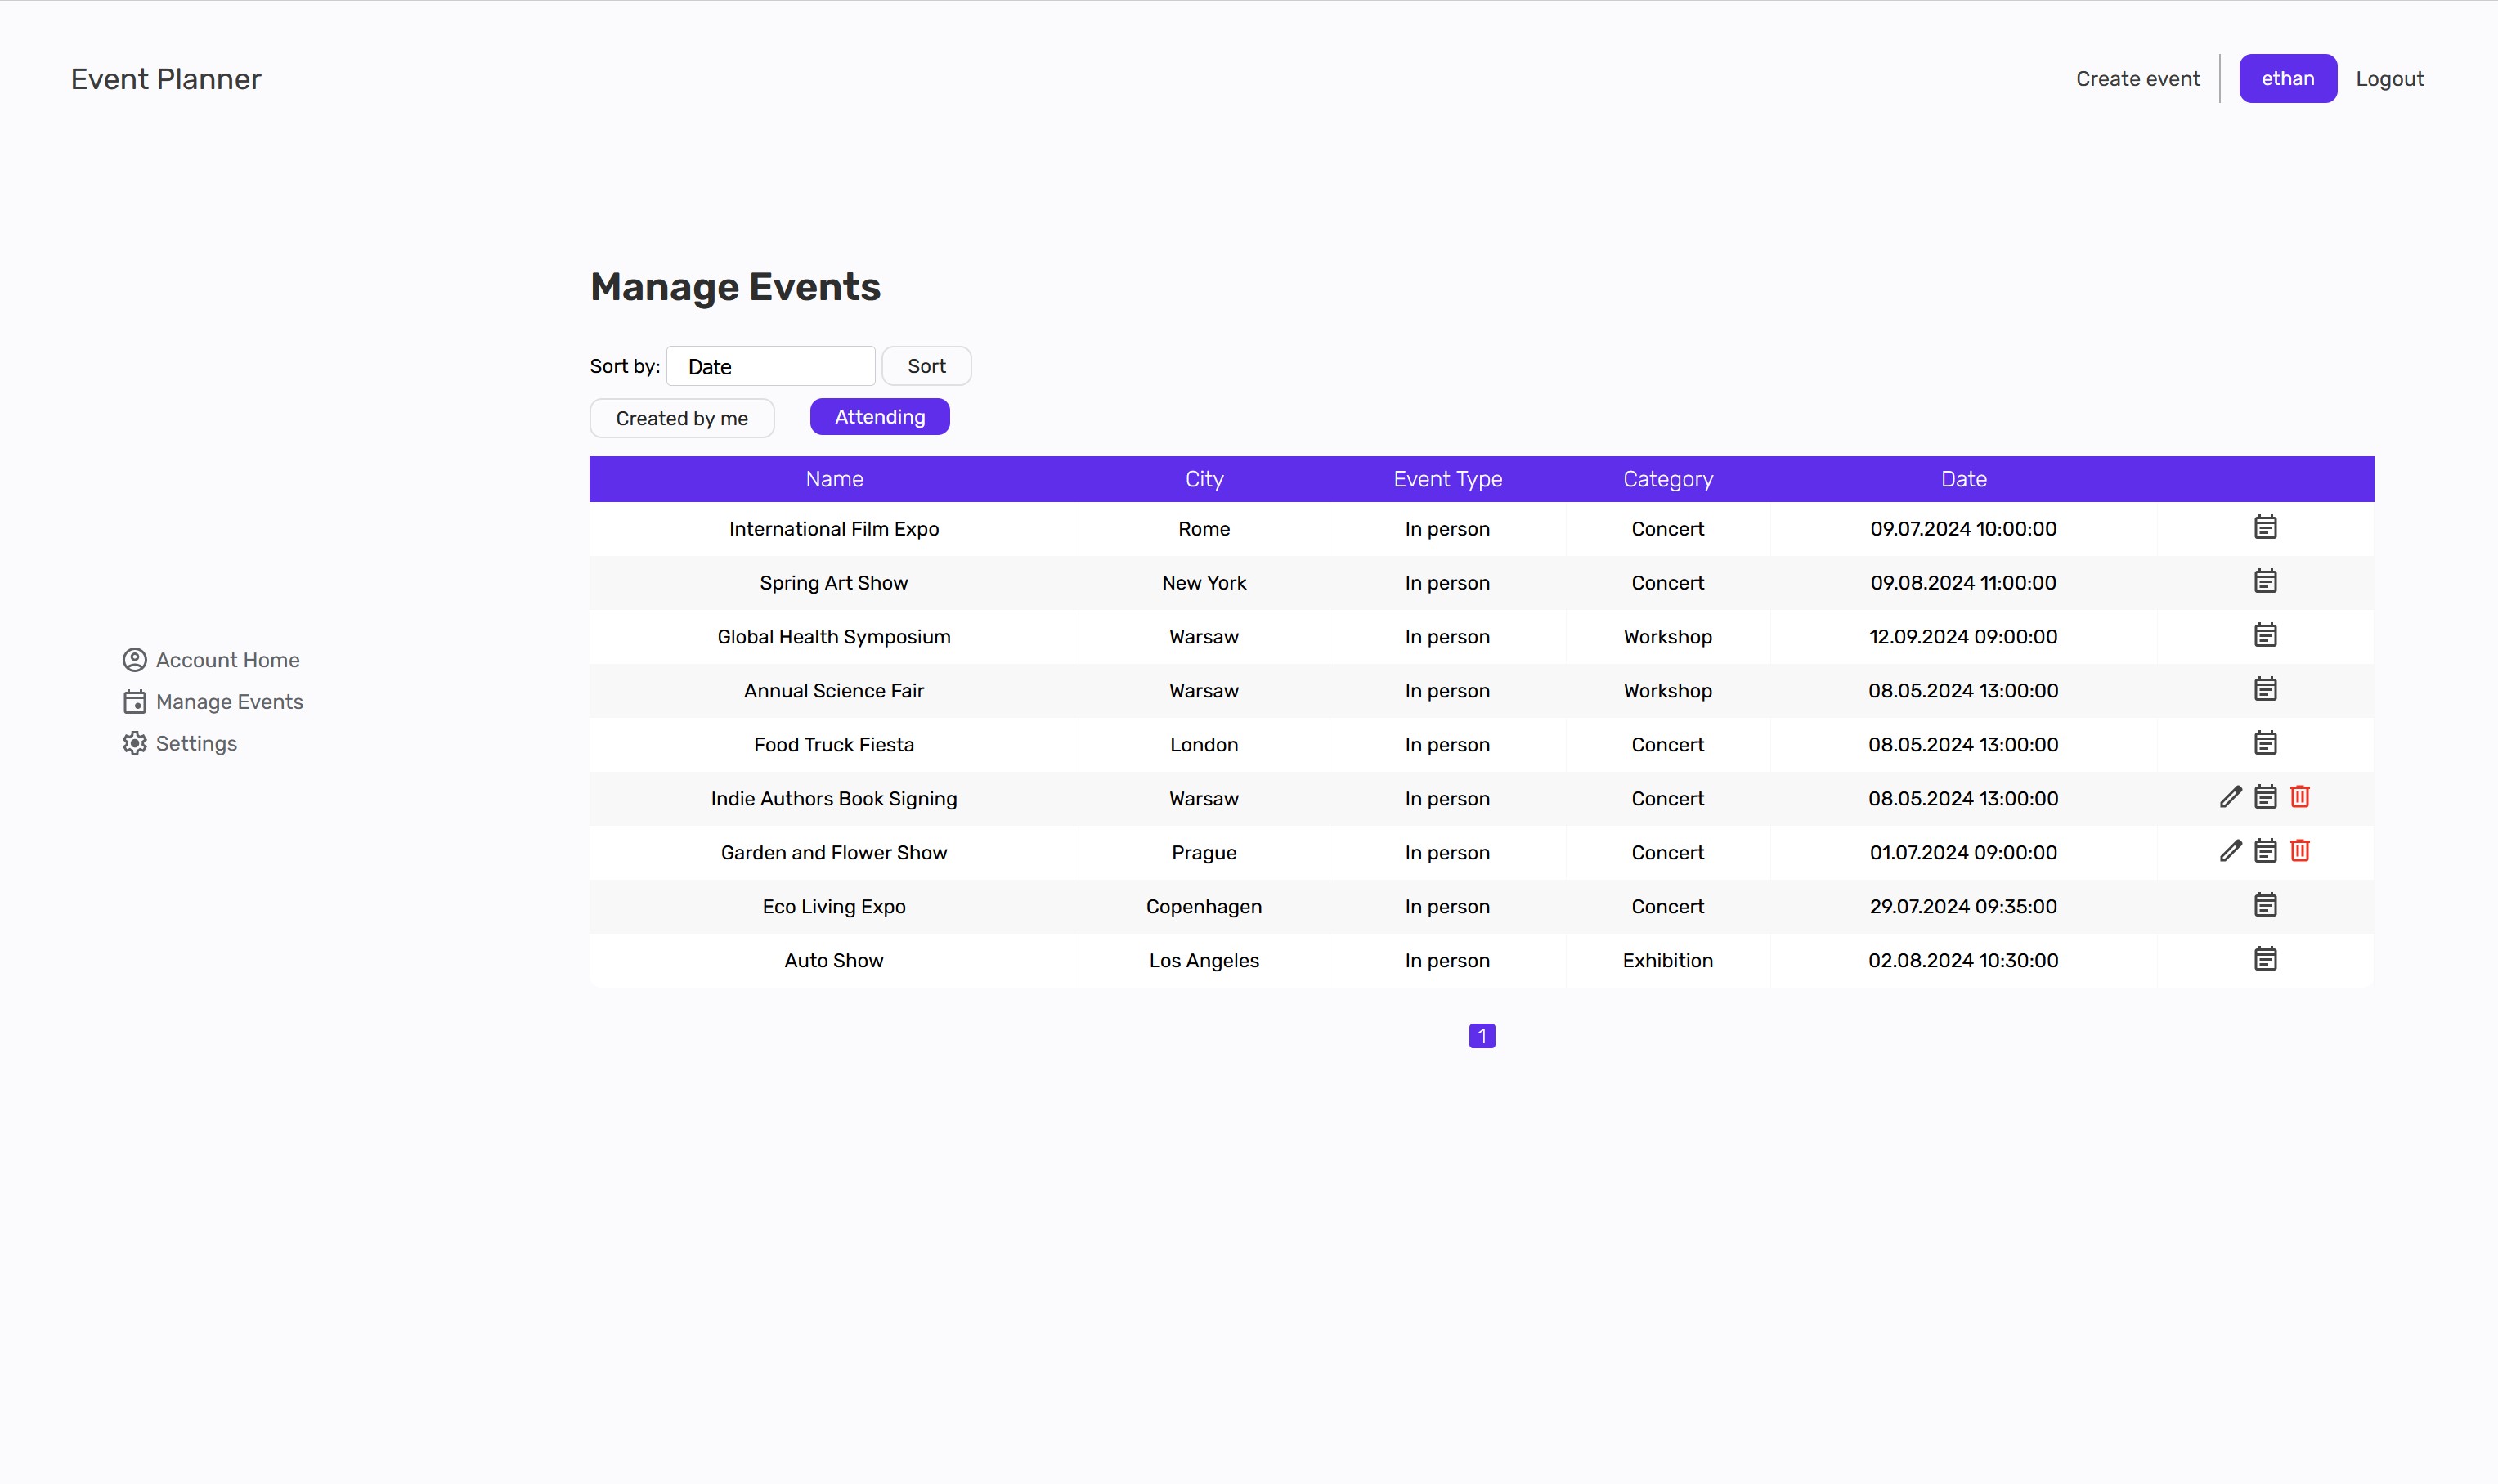 Event Planner
Create event ethan Logout
Manage Events
Sort by: Date Sort
Created by me Attending
Name City Event Type Category Date
International Film Expo Rome In person Concert 09.07.2024 10:00:00
Spring Art Show New York In person Concert 09.08.2024 11:00:00
Global Health Symposium Warsaw In person Workshop 12.09.2024 09:00:00
Annual Science Fair Warsaw In person Workshop 08.05.2024 13:00:00
Food Truck Fiesta London In person Concert 08.05.2024 13:00:00
Indie Authors Book Signing Warsaw In person Concert 08.05.2024 13:00:00
Garden and Flower Show Prague In person Concert 01.07.2024 09:00:00
Eco Living Expo Copenhagen In person Concert 29.07.2024 09:35:00
Auto Show Los Angeles In person Exhibition 02.08.2024 10:30:00
1
Account Home
Manage Events
Settings